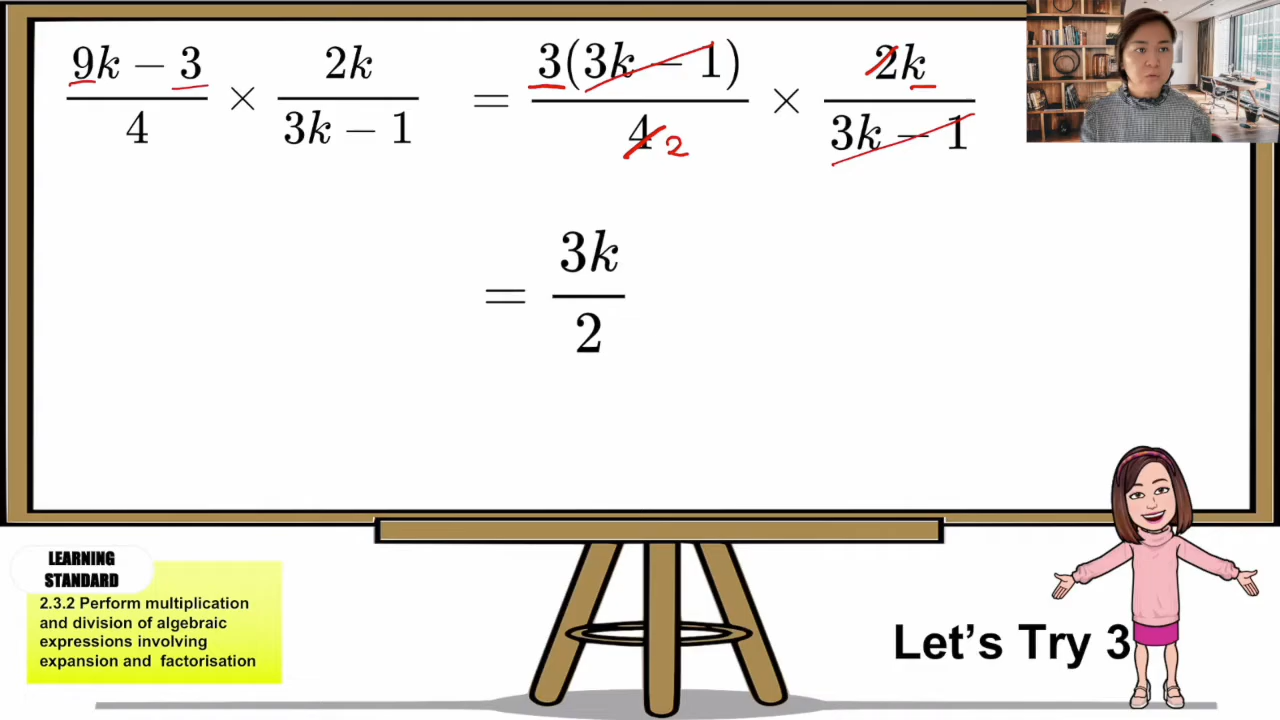 (9k − 3)/4 × 2k/(3k − 1) = 3(3k − 1)/4 2 × 2k/(3k − 1)
= 3k/2
LEARNING
STANDARD
2.3.2 Perform multiplication
and division of algebraic
expressions involving
expansion and factorisation
Let’s Try 3